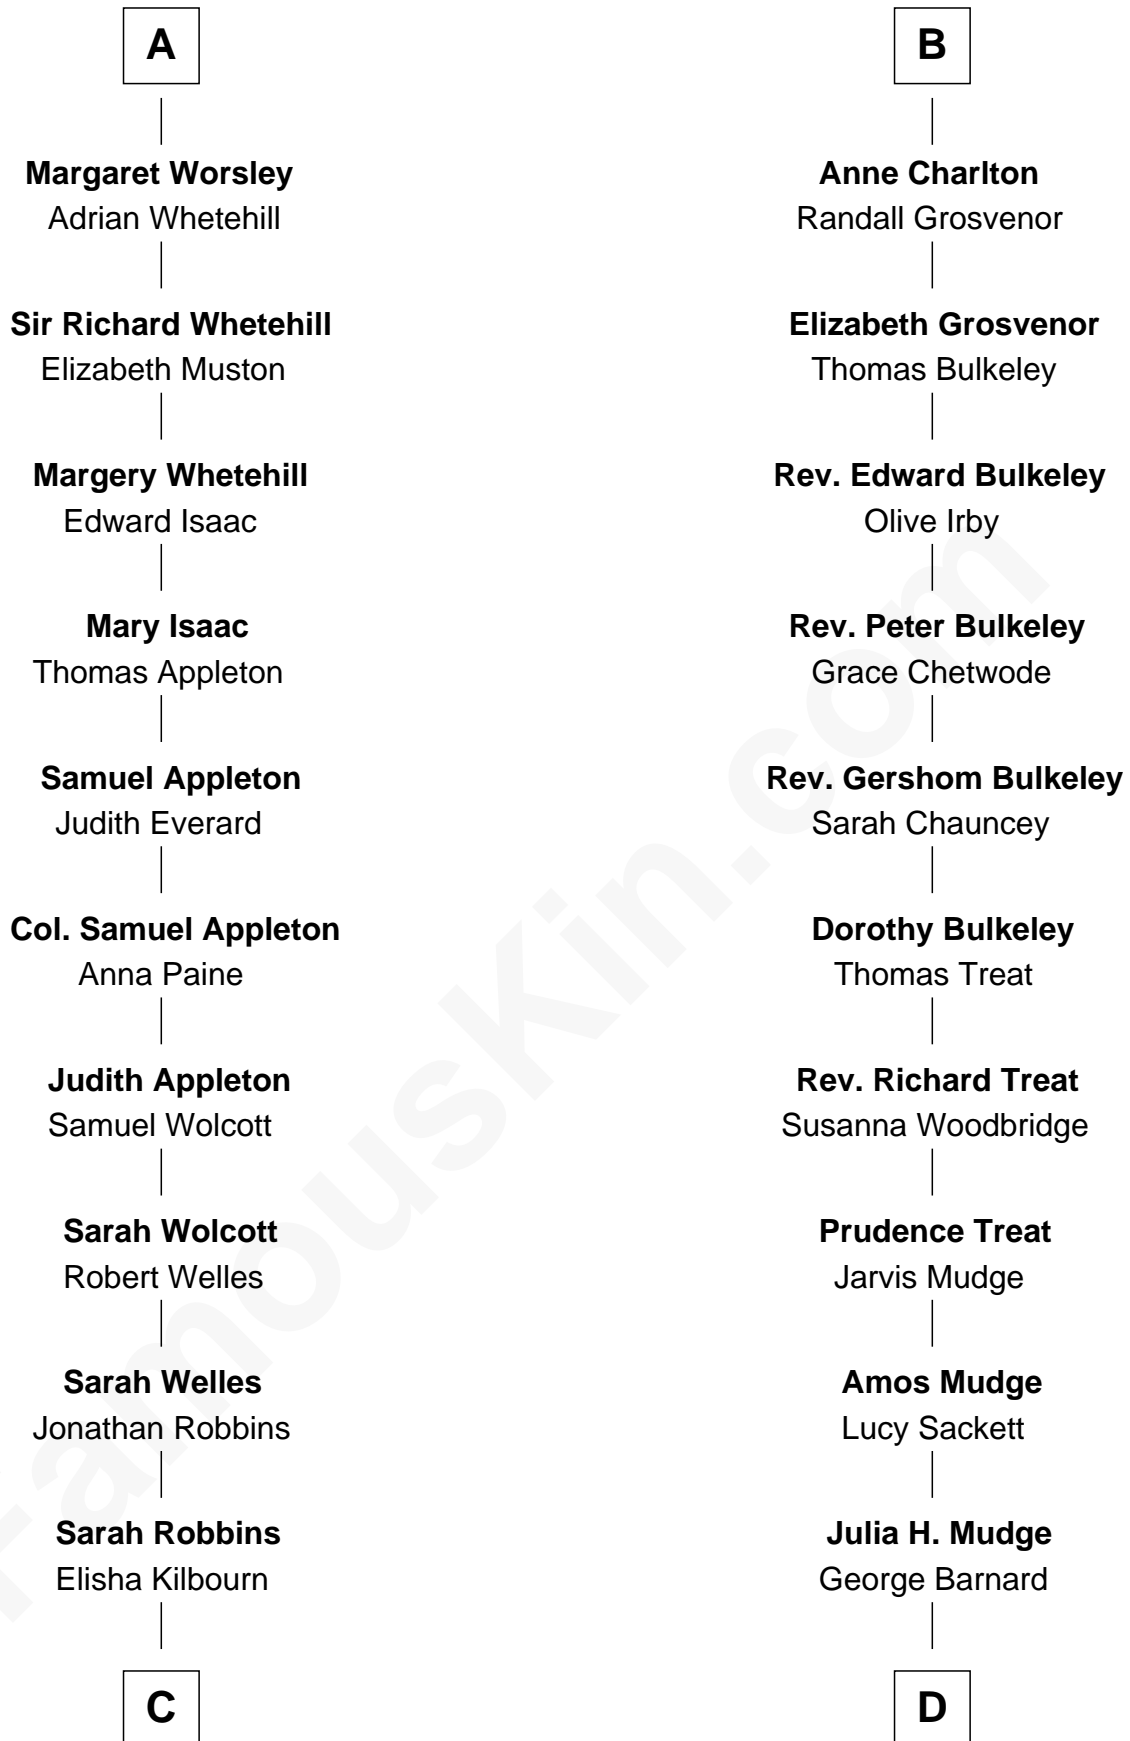 A
Margaret Worsley
Adrian Whetehill
Sir Richard Whetehill
Elizabeth Muston
Margery Whetehill
Edward Isaac
Mary Isaac
Thomas Appleton
Samuel Appleton
Judith Everard
Col. Samuel Appleton
Anna Paine
Judith Appleton
Samuel Wolcott
Sarah Wolcott
Robert Welles
Sarah Welles
Jonathan Robbins
Sarah Robbins
Elisha Kilbourn
C
B
Anne Charlton
Randall Grosvenor
Elizabeth Grosvenor
Thomas Bulkeley
Rev. Edward Bulkeley
Olive Irby
Rev. Peter Bulkeley
Grace Chetwode
Rev. Gershom Bulkeley
Sarah Chauncey
Dorothy Bulkeley
Thomas Treat
Rev. Richard Treat
Susanna Woodbridge
Prudence Treat
Jarvis Mudge
Amos Mudge
Lucy Sackett
Julia H. Mudge
George Barnard
D
FamousKin.com